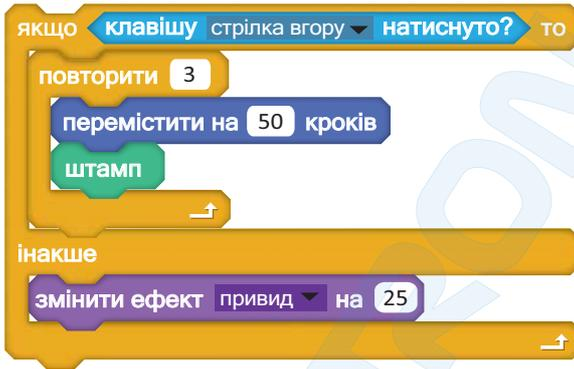 якщо клавішу стрілка вгору натиснуто? то
повторити 3
перемістити на 50 кроків
штамп
інакше
змінити ефект привид на 25